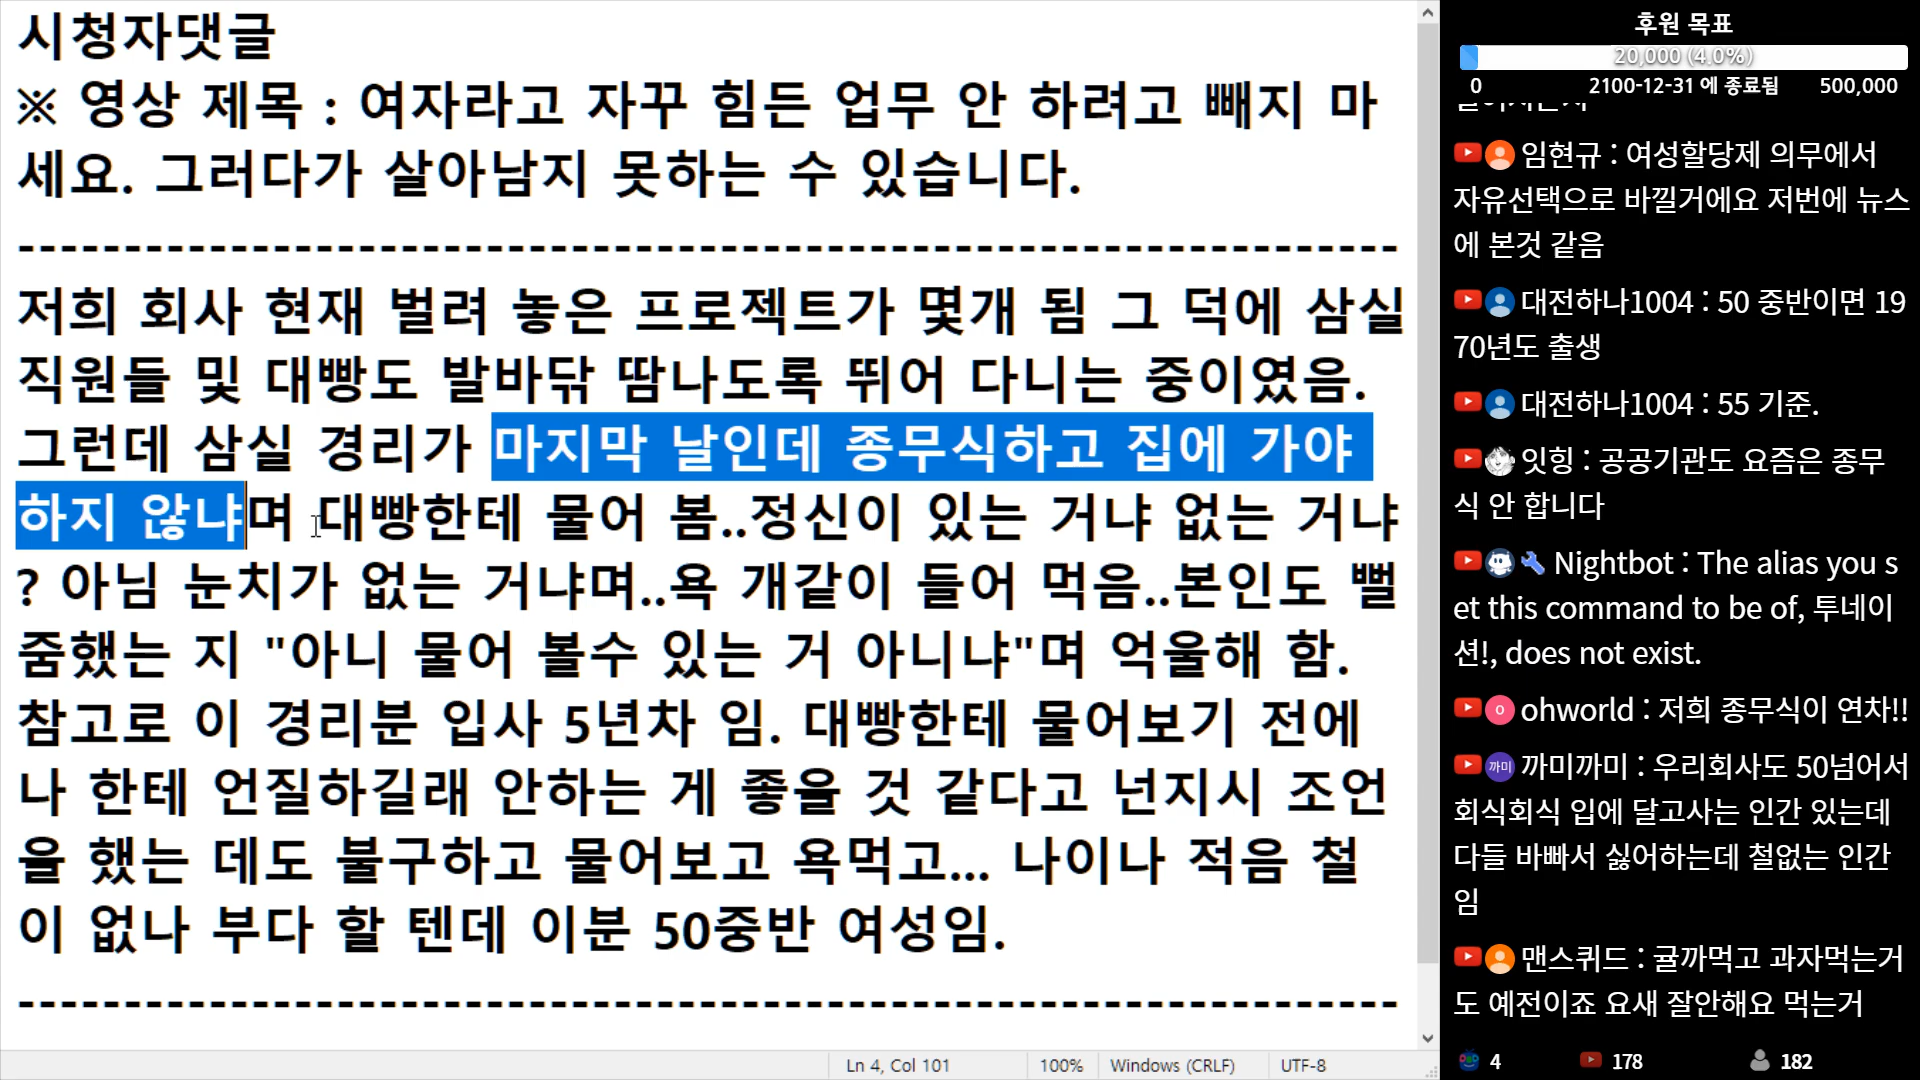 시청자댓글
※ 영상 제목 : 여자라고 자꾸 힘든 업무 안 하려고 빼지 마
세요. 그러다가 살아남지 못하는 수 있습니다.
------------------------------------------------------------------
저희 회사 현재 벌려 놓은 프로젝트가 몇개 됨 그 덕에 삼실
직원들 및 대빵도 발바닦 땀나도록 뛰어 다니는 중이였음.
그런데 삼실 경리가 마지막 날인데 종무식하고 집에 가야
하지 않냐며 대빵한테 물어 봄..정신이 있는 거냐 없는 거냐
? 아님 눈치가 없는 거냐며..욕 개같이 들어 먹음..본인도 뻘
줌했는 지 "아니 물어 볼수 있는 거 아니냐"며 억울해 함.
참고로 이 경리분 입사 5년차 임. 대빵한테 물어보기 전에
나 한테 언질하길래 안하는 게 좋을 것 같다고 넌지시 조언
을 했는 데도 불구하고 물어보고 욕먹고... 나이나 적음 철
이 없나 부다 할 텐데 이분 50중반 여성임.
------------------------------------------------------------------
Ln 4, Col 101 100% Windows (CRLF) UTF-8
후원 목표
20,000 (4.0%)
0 2100-12-31 에 종료됨 500,000
임현규 : 여성할당제 의무에서
자유선택으로 바낄거에요 저번에 뉴스
에 본것 같음
대전하나1004 : 50 중반이면 19
70년도 출생
대전하나1004 : 55 기준.
잇힝 : 공공기관도 요즘은 종무
식 안 합니다
Nightbot : The alias you s
et this command to be of, 투네이
션!, does not exist.
o ohworld : 저희 종무식이 연차!!
까미 까미까미 : 우리회사도 50넘어서
회식회식 입에 달고사는 인간 있는데
다들 바빠서 싫어하는데 철없는 인간
임
맨스퀴드 : 귤까먹고 과자먹는거
도 예전이죠 요새 잘안해요 먹는거
4 178 182